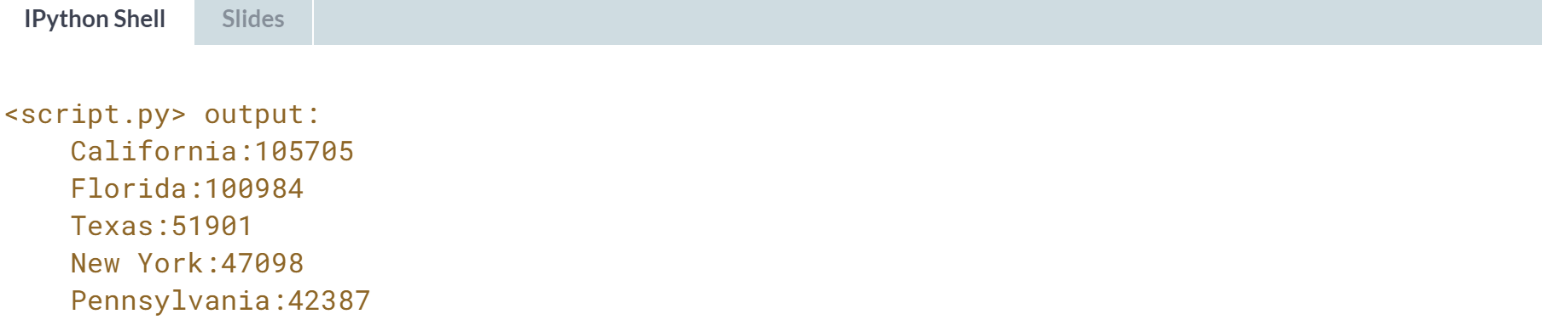 IPython Shell Slides
<script.py> output:
California:105705
Florida:100984
Texas:51901
New York:47098
Pennsylvania:42387